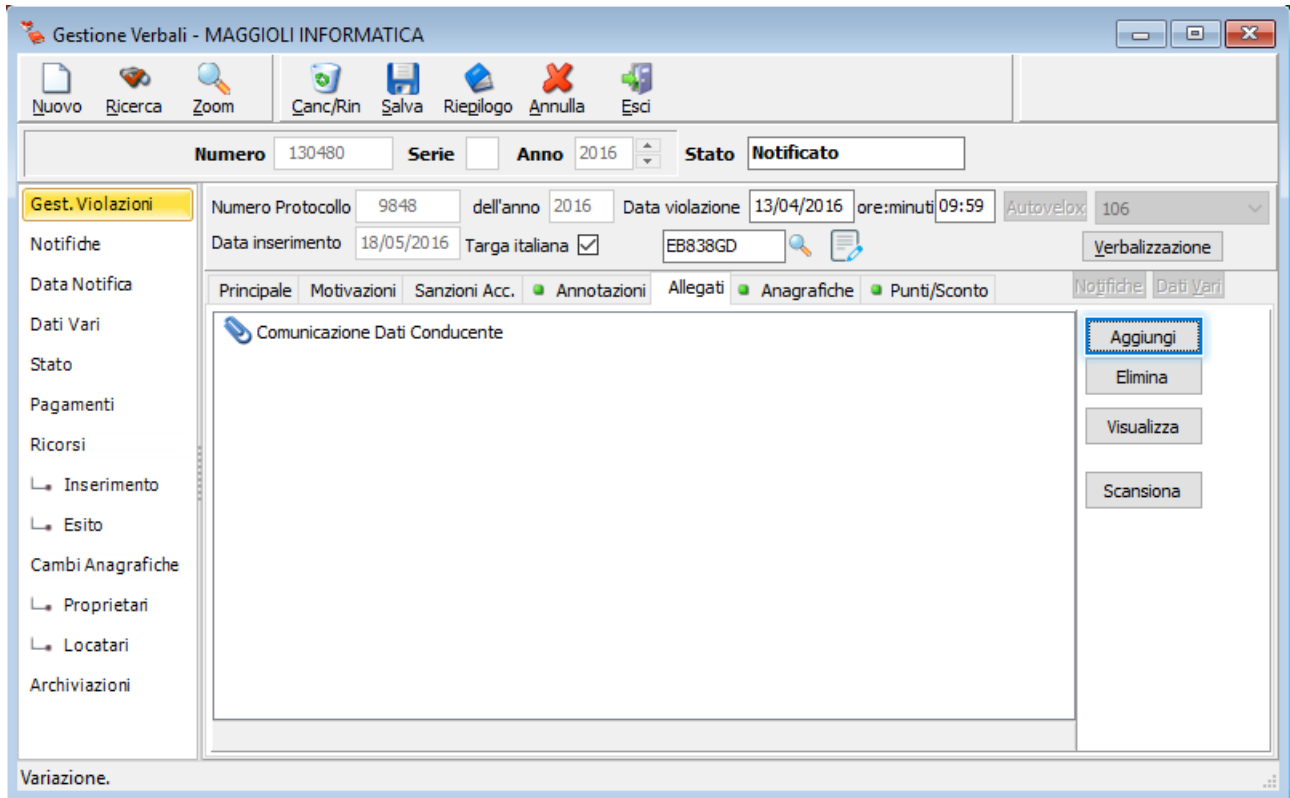 Gestione Verbali - MAGGIOLI INFORMATICA
Nuovo Ricerca Zoom Canc/Rin Salva Riepilogo Annulla Esci
Numero 130480 Serie Anno 2016 Stato Notificato
Gest. Violazioni
Notifiche
Data Notifica
Dati Vari
Stato
Pagamenti
Ricorsi
Inserimento
Esito
Cambi Anagrafiche
Proprietari
Locatari
Archiviazioni
Numero Protocollo 9848 dell'anno 2016 Data violazione 13/04/2016 ore:minuti 09:59 Autovelox 106
Data inserimento 18/05/2016 Targa italiana EB838GD Verbalizzazione
Principale Motivazioni Sanzioni Acc. Annotazioni Allegati Anagrafiche Punti/Sconto Notifiche Dati Vari
Comunicazione Dati Conducente
Aggiungi
Elimina
Visualizza
Scansiona
Variazione.